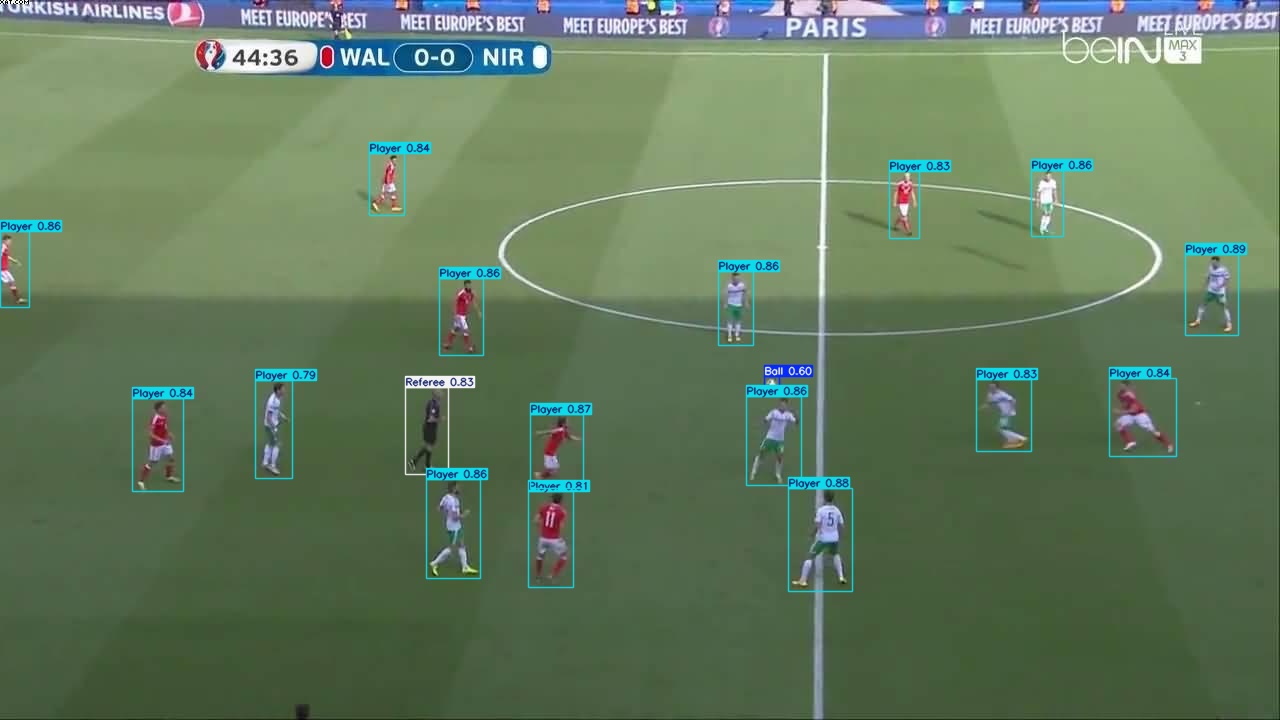 TURKISH AIRLINES MEET EUROPE'S BEST MEET EUROPE'S BEST MEET EUROPE'S BEST PARIS MEET EUROPE'S BEST MEET EUROPE'S BEST
44:36 WAL 0-0 NIR
LIVE
beIN MAX
3
Player 0.84
Player 0.83
Player 0.86
Player 0.86
Player 0.89
Player 0.86
Player 0.86
Ball 0.60
Player 0.79
Referee 0.83
Player 0.83
Player 0.84
Player 0.84
Player 0.86
Player 0.87
Player 0.86
Player 0.81
Player 0.88
11
5